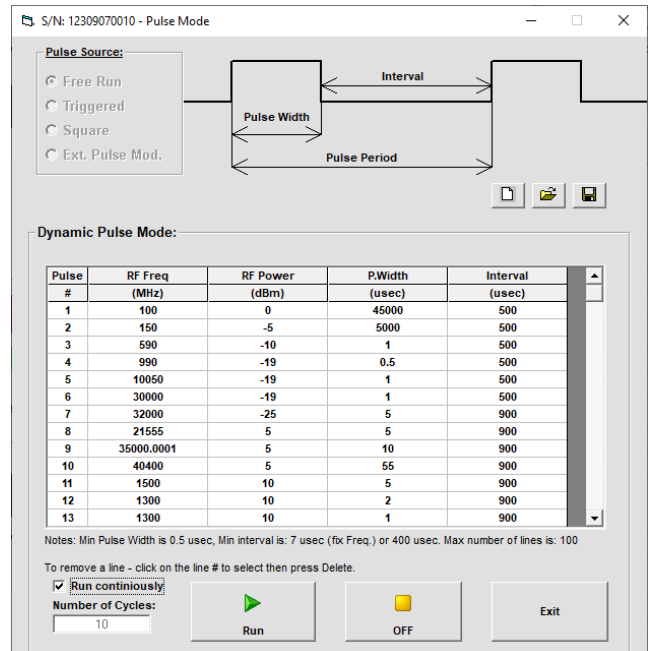 S/N: 12309070010 - Pulse Mode
Pulse Source:
Free Run
Triggered
Square
Ext. Pulse Mod.
Interval
Pulse Width
Pulse Period
Dynamic Pulse Mode:
Pulse RF Freq RF Power P.Width Interval
# (MHz) (dBm) (usec) (usec)
1 100 0 45000 500
2 150 -5 5000 500
3 590 -10 1 500
4 990 -19 0.5 500
5 10050 -19 1 500
6 30000 -19 1 500
7 32000 -25 5 900
8 21555 5 5 900
9 35000.0001 5 10 900
10 40400 5 55 900
11 1500 10 5 900
12 1300 10 2 900
13 1300 10 1 900
Notes: Min Pulse Width is 0.5 usec, Min interval is: 7 usec (fix Freq.) or 400 usec. Max number of lines is: 100
To remove a line - click on the line # to select then press Delete.
Run continiously
Number of Cycles:
10
Run
OFF
Exit